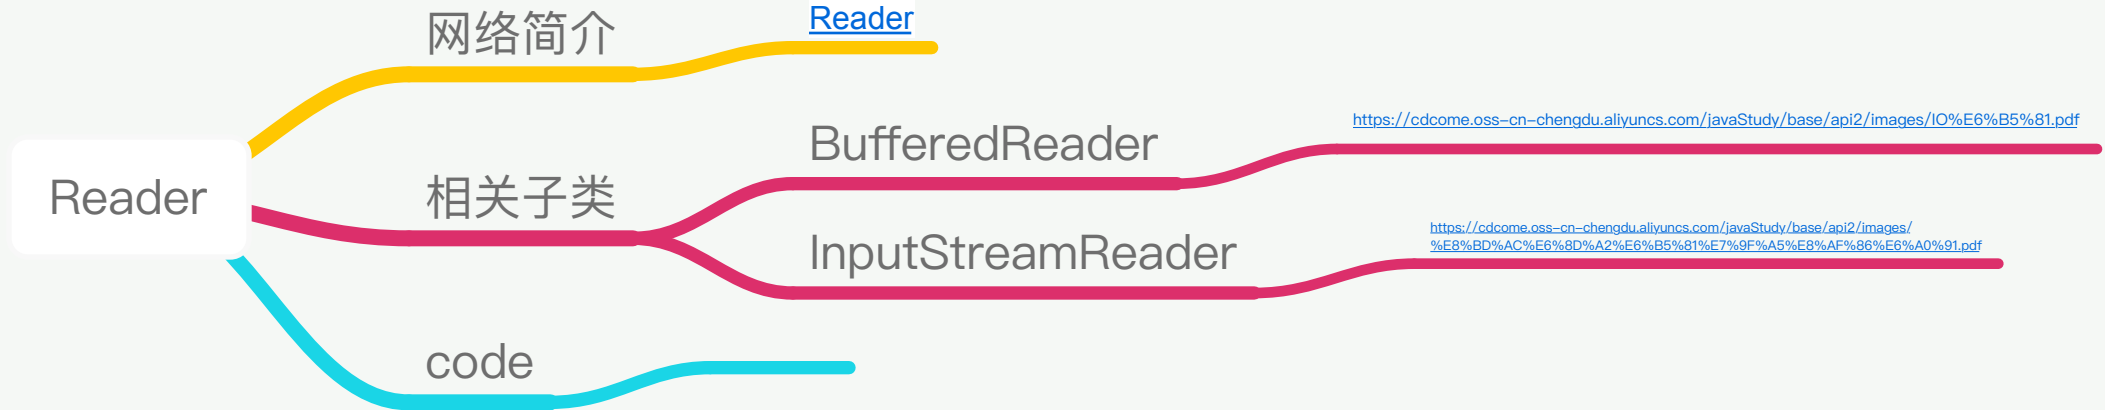 Reader
网络简介
Reader
相关子类
BufferedReader
https://cdcome.oss-cn-chengdu.aliyuncs.com/javaStudy/base/api2/images/IO%E6%B5%81.pdf
InputStreamReader
https://cdcome.oss-cn-chengdu.aliyuncs.com/javaStudy/base/api2/images/
%E8%BD%AC%E6%8D%A2%E6%B5%81%E7%9F%A5%E8%AF%86%E6%A0%91.pdf
code